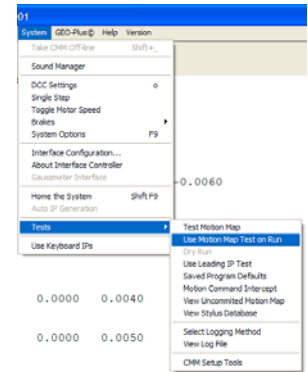 01
System GEO-Plus© Help Version
Take CMM Off-line Shift+_
Sound Manager
DCC Settings o
Single Step
Toggle Motor Speed
Brakes
System Options F9
Interface Configuration...
About Interface Controller
Gaussmeter Interface
-0.0060
Home the System Shift F9
Auto IP Generation
Tests
Use Keyboard IPs
Test Motion Map
Use Motion Map Test on Run
Dry Run
Use Leading IP Test
Saved Program Defaults
Motion Command Intercept
View Uncommited Motion Map
View Stylus Database
Select Logging Method
View Log File
CMM Setup Tools
0.0000 0.0040
0.0000 0.0050